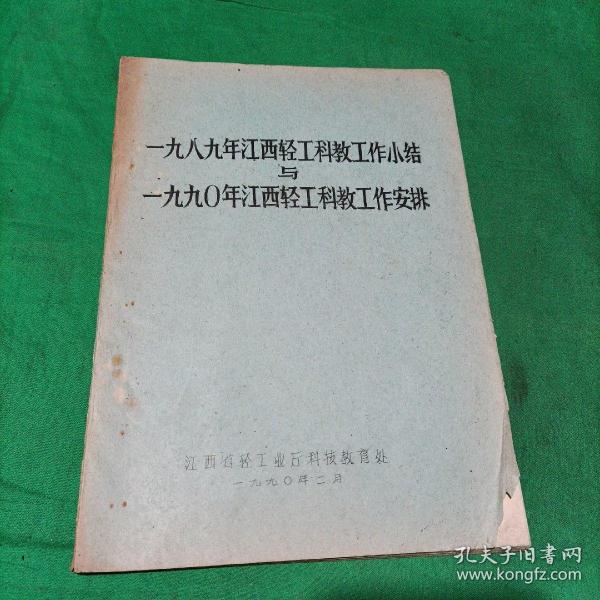 一九八九年江西轻工科教工作小结
与
一九九〇年江西轻工科教工作安排
江西省轻工业厅科技教育处
一九九〇年二月
孔夫子旧书网
www.kongfz.com